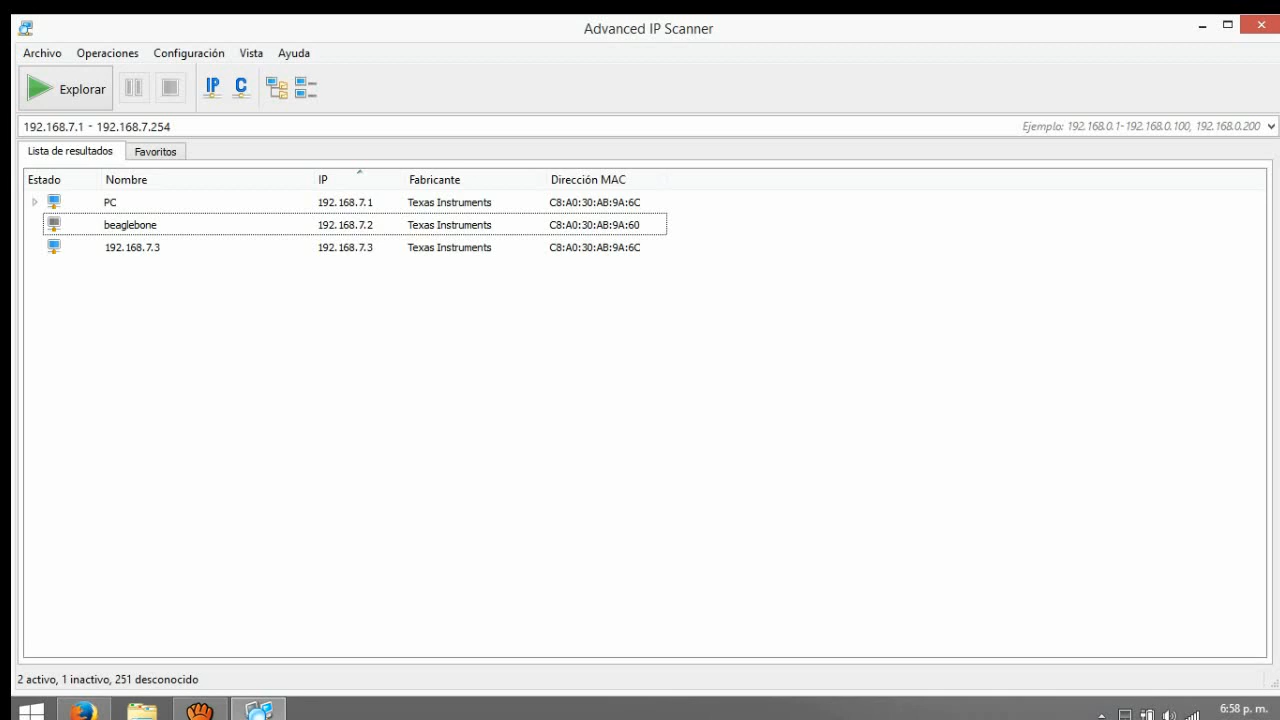 Advanced IP Scanner
Archivo Operaciones Configuración Vista Ayuda
Explorar IP C
192.168.7.1 - 192.168.7.254 Ejemplo: 192.168.0.1-192.168.0.100, 192.168.0.200
Lista de resultados Favoritos
Estado Nombre IP Fabricante Dirección MAC
PC 192.168.7.1 Texas Instruments C8:A0:30:AB:9A:6C
beaglebone 192.168.7.2 Texas Instruments C8:A0:30:AB:9A:60
192.168.7.3 192.168.7.3 Texas Instruments C8:A0:30:AB:9A:6C
2 activo, 1 inactivo, 251 desconocido
6:58 p. m.